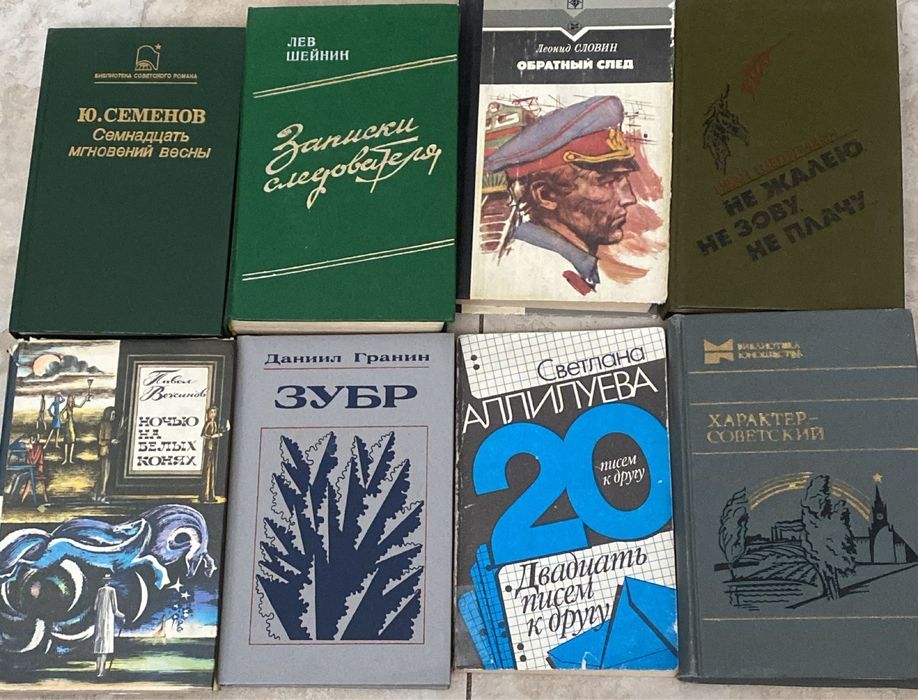 БИБЛИОТЕКА СОВЕТСКОГО РОМАНА
Ю. СЕМЕНОВ
Семнадцать
мгновений весны
ЛЕВ
ШЕЙНИН
Записки
следователя
Леонид СЛОВИН
ОБРАТНЫЙ СЛЕД
НЕ ЖАЛЕЮ,
НЕ ЗОВУ,
НЕ ПЛАЧУ...
Павел
Вежинов
НОЧЬЮ
НА
БЕЛЫХ
КОНЯХ
Даниил Гранин
ЗУБР
Светлана
АЛЛИЛУЕВА
20
писем
к другу
Двадцать
писем
к другу
БИБЛИОТЕКА
ЮНОШЕСТВА
ХАРАКТЕР-
СОВЕТСКИЙ